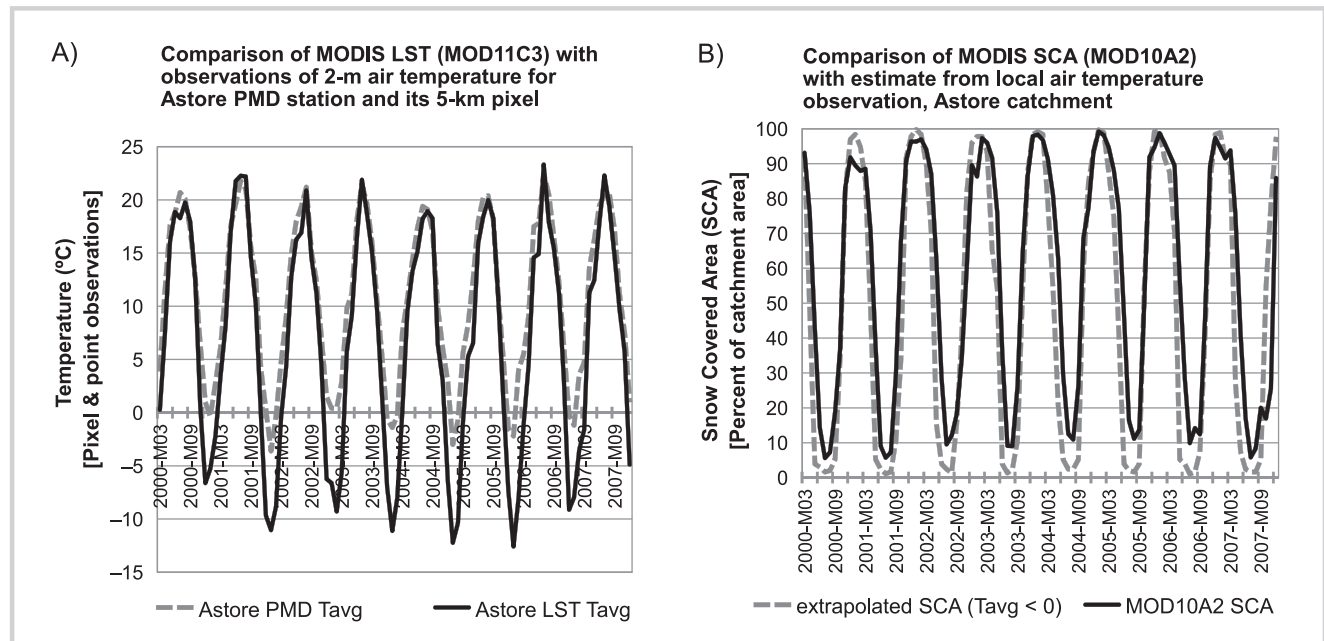 A)
Comparison of MODIS LST (MOD11C3) with
observations of 2-m air temperature for
Astore PMD station and its 5-km pixel
Temperature (ºC)
[Pixel & point observations]
25
20
15
10
5
0
–5
–10
–15
2000-M03
2000-M09
2001-M03
2001-M09
2002-M03
2002-M09
2003-M03
2003-M09
2004-M03
2004-M09
2005-M03
2005-M09
2006-M03
2006-M09
2007-M03
2007-M09
Astore PMD Tavg
Astore LST Tavg
B)
Comparison of MODIS SCA (MOD10A2)
with estimate from local air temperature
observation, Astore catchment
Snow Covered Area (SCA)
[Percent of catchment area]
100
90
80
70
60
50
40
30
20
10
0
2000-M03
2000-M09
2001-M03
2001-M09
2002-M03
2002-M09
2003-M03
2003-M09
2004-M03
2004-M09
2005-M03
2005-M09
2006-M03
2006-M09
2007-M03
2007-M09
extrapolated SCA (Tavg < 0)
MOD10A2 SCA